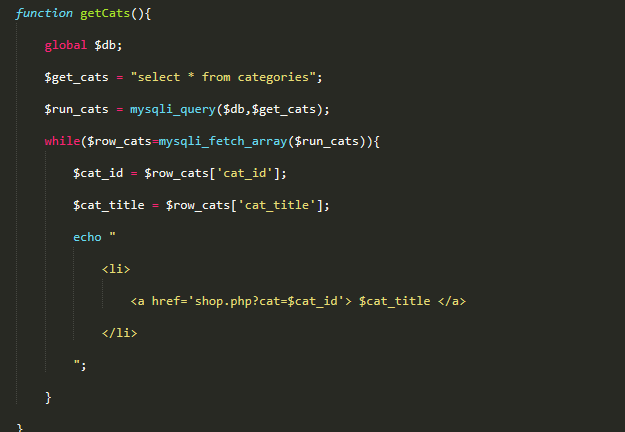 function getCats(){
global $db;
$get_cats = "select * from categories";
$run_cats = mysqli_query($db,$get_cats);
while($row_cats=mysqli_fetch_array($run_cats)){
$cat_id = $row_cats['cat_id'];
$cat_title = $row_cats['cat_title'];
echo "
<li>
<a href='shop.php?cat=$cat_id'> $cat_title </a>
</li>
";
}
}